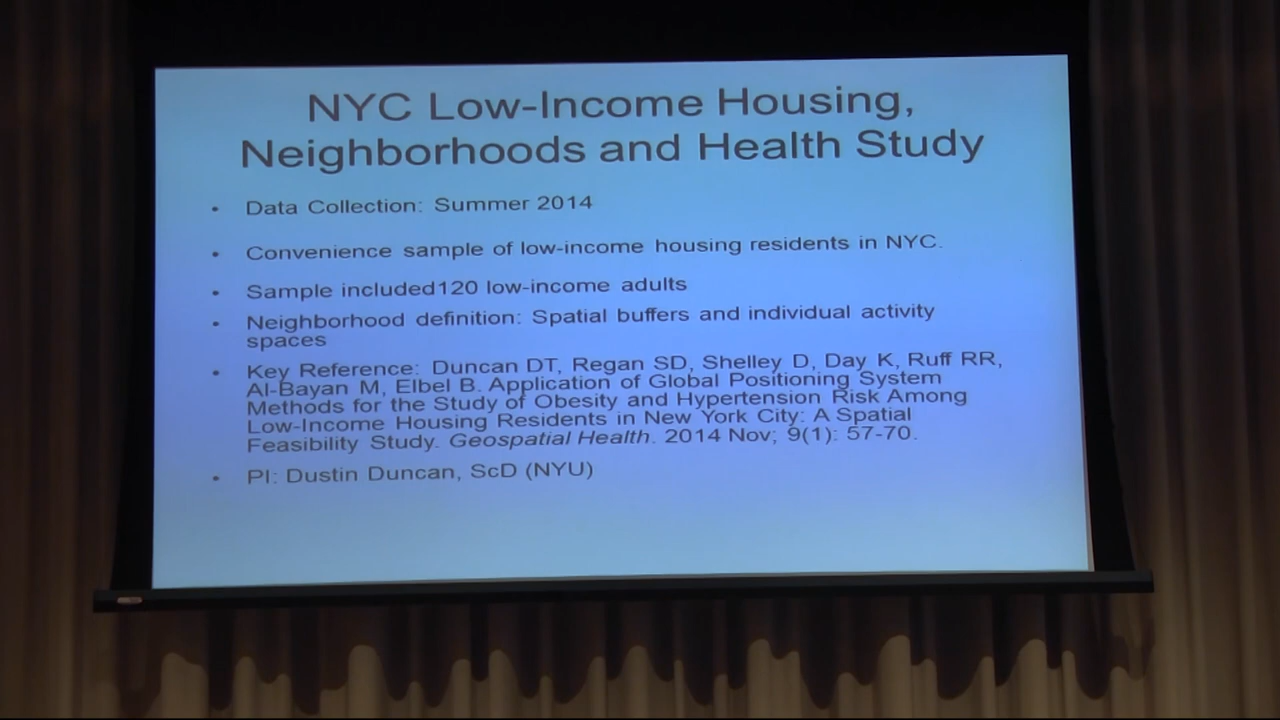 NYC Low-Income Housing,
Neighborhoods and Health Study
• Data Collection: Summer 2014
• Convenience sample of low-income housing residents in NYC.
• Sample included120 low-income adults
• Neighborhood definition: Spatial buffers and individual activity
spaces
• Key Reference: Duncan DT, Regan SD, Shelley D, Day K, Ruff RR,
Al-Bayan M, Elbel B. Application of Global Positioning System
Methods for the Study of Obesity and Hypertension Risk Among
Low-Income Housing Residents in New York City: A Spatial
Feasibility Study. Geospatial Health. 2014 Nov; 9(1): 57-70.
• PI: Dustin Duncan, ScD (NYU)